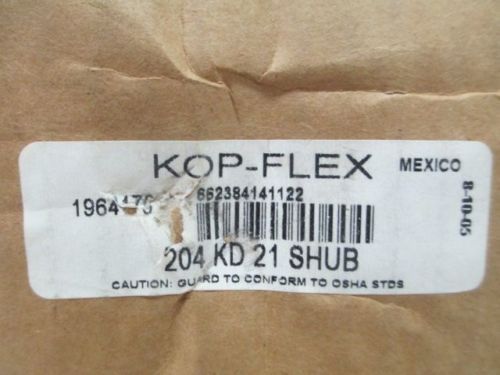 KOP-FLEX MEXICO
8-10-05
662384141122
204 KD 21 SHUB
CAUTION: GUARD TO CONFORM TO OSHA STDS